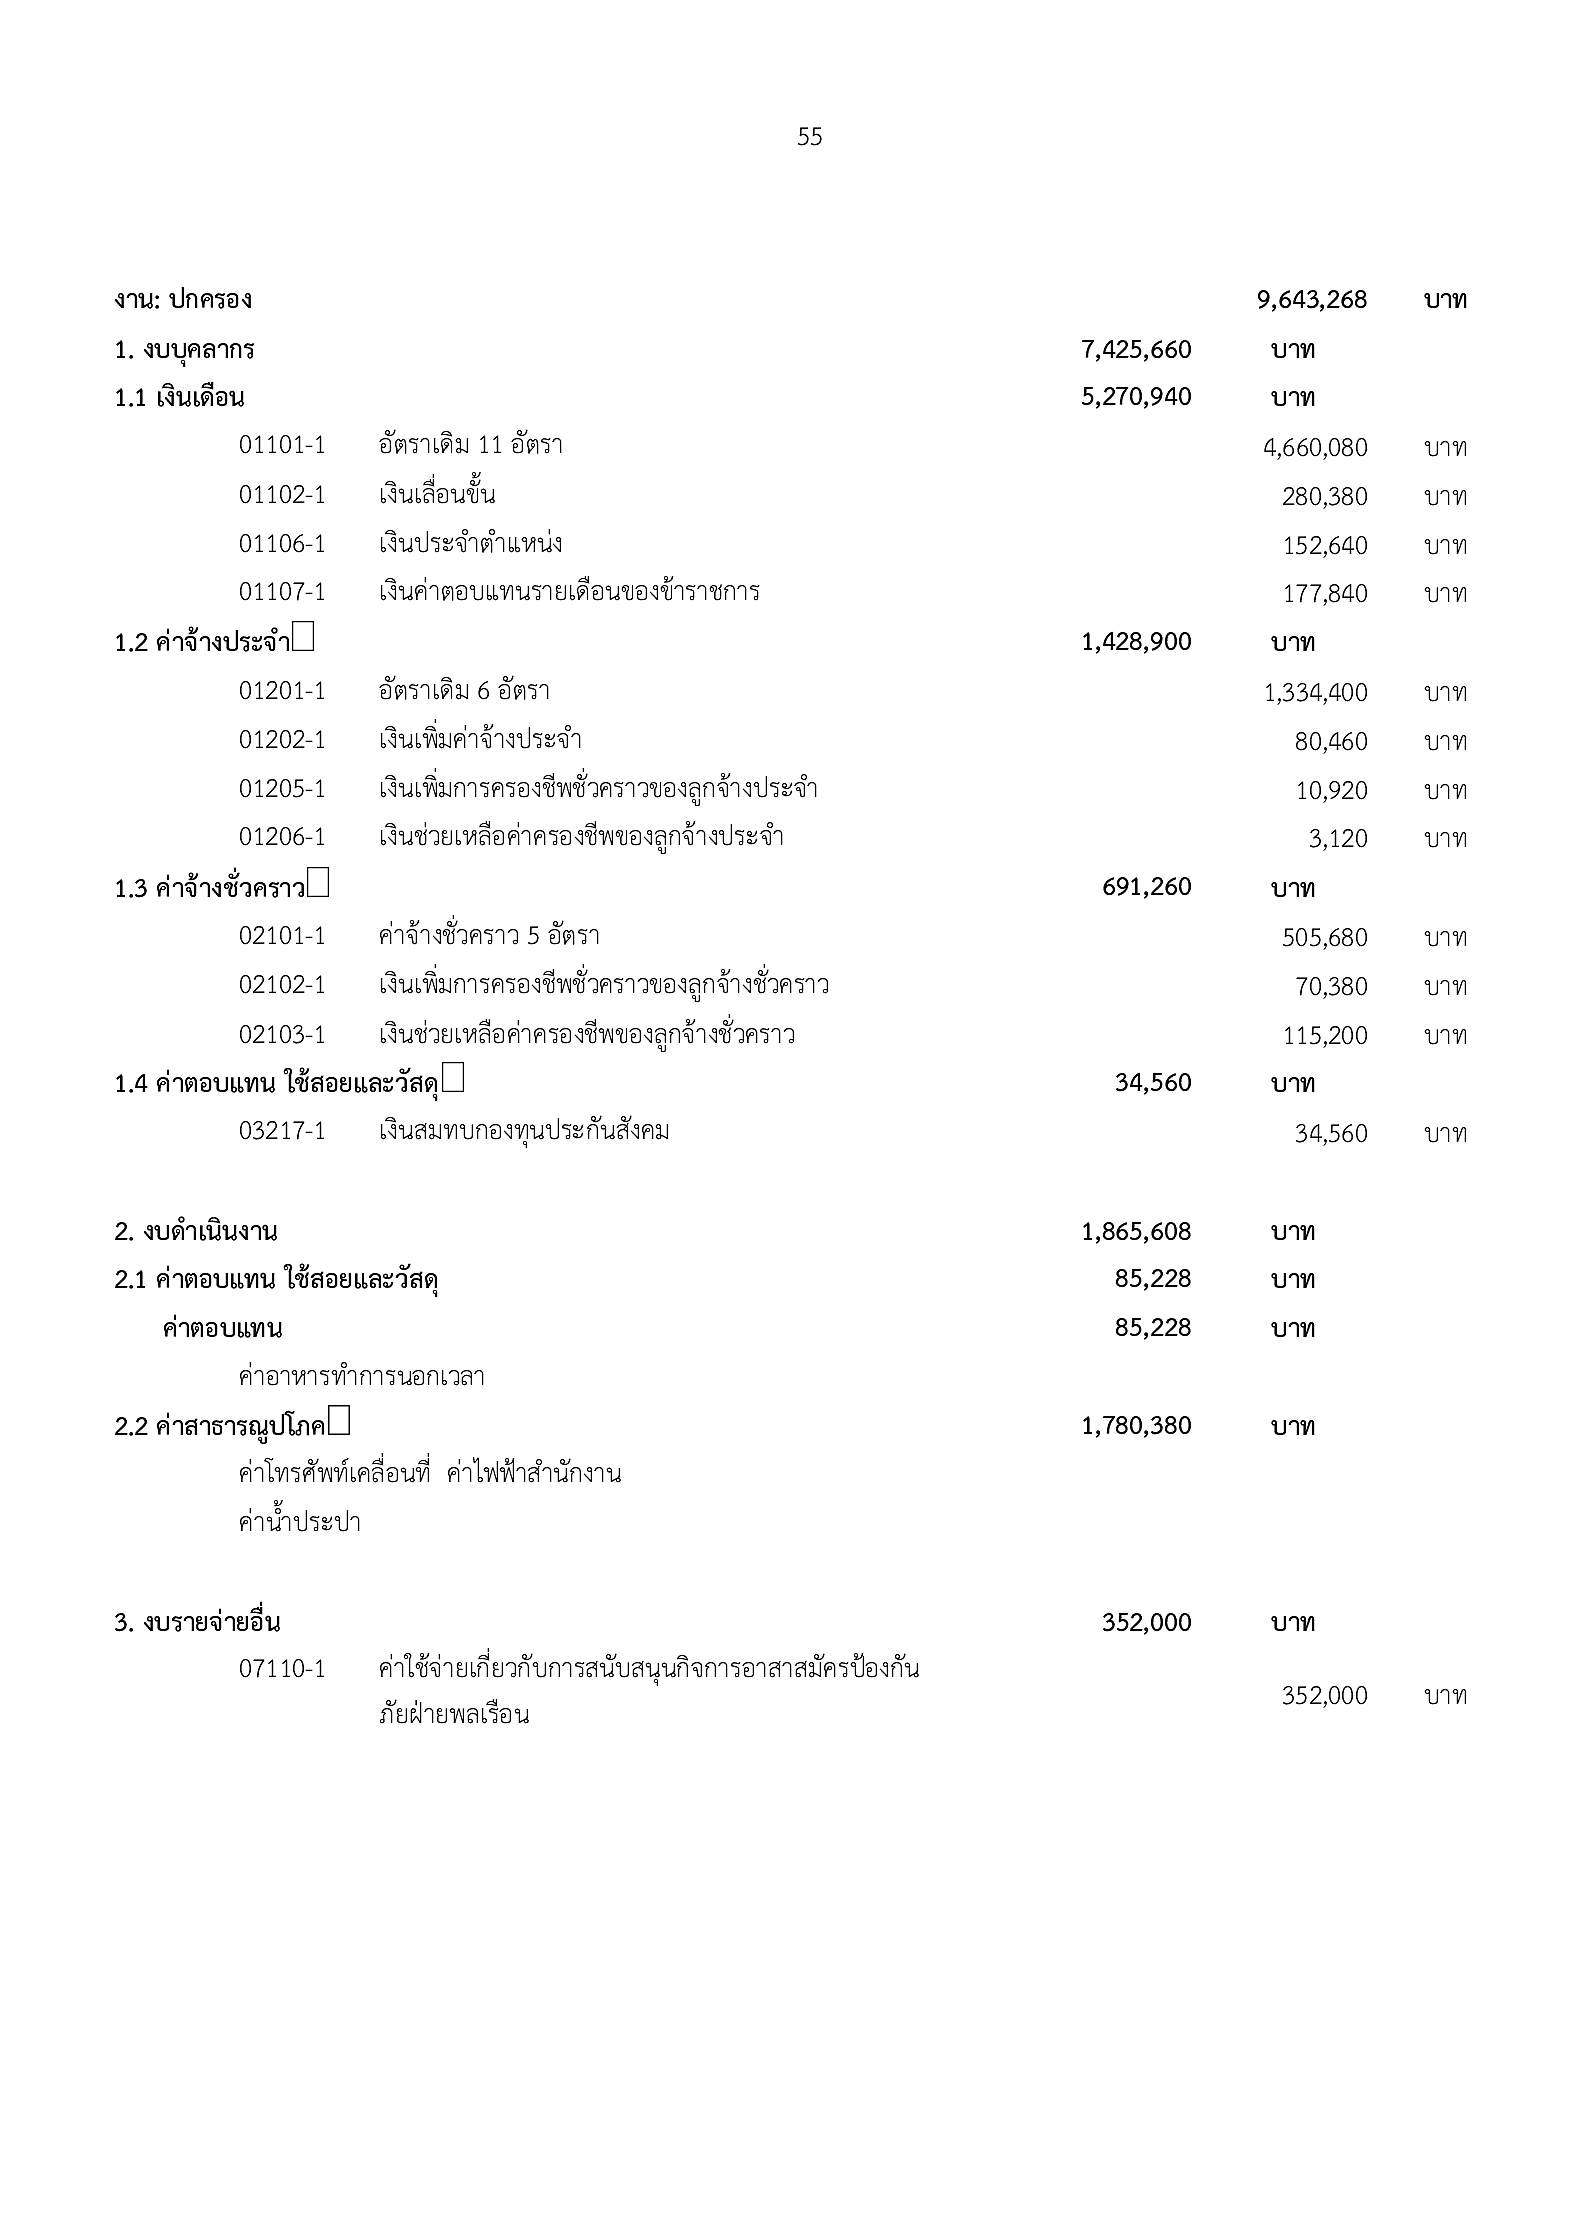 55
งาน: ปกครอง 9,643,268 บาท
1. งบบุคลากร 7,425,660 บาท
1.1 เงินเดือน 5,270,940 บาท
01101-1 อัตราเดิม 11 อัตรา 4,660,080 บาท
01102-1 เงินเลื่อนขั้น 280,380 บาท
01106-1 เงินประจำตำแหน่ง 152,640 บาท
01107-1 เงินค่าตอบแทนรายเดือนของข้าราชการ 177,840 บาท
1.2 ค่าจ้างประจำ 1,428,900 บาท
01201-1 อัตราเดิม 6 อัตรา 1,334,400 บาท
01202-1 เงินเพิ่มค่าจ้างประจำ 80,460 บาท
01205-1 เงินเพิ่มการครองชีพชั่วคราวของลูกจ้างประจำ 10,920 บาท
01206-1 เงินช่วยเหลือค่าครองชีพของลูกจ้างประจำ 3,120 บาท
1.3 ค่าจ้างชั่วคราว 691,260 บาท
02101-1 ค่าจ้างชั่วคราว 5 อัตรา 505,680 บาท
02102-1 เงินเพิ่มการครองชีพชั่วคราวของลูกจ้างชั่วคราว 70,380 บาท
02103-1 เงินช่วยเหลือค่าครองชีพของลูกจ้างชั่วคราว 115,200 บาท
1.4 ค่าตอบแทน ใช้สอยและวัสดุ 34,560 บาท
03217-1 เงินสมทบกองทุนประกันสังคม 34,560 บาท
2. งบดำเนินงาน 1,865,608 บาท
2.1 ค่าตอบแทน ใช้สอยและวัสดุ 85,228 บาท
ค่าตอบแทน 85,228 บาท
ค่าอาหารทำการนอกเวลา
2.2 ค่าสาธารณูปโภค 1,780,380 บาท
ค่าโทรศัพท์เคลื่อนที่ ค่าไฟฟ้าสำนักงาน
ค่าน้ำประปา
3. งบรายจ่ายอื่น 352,000 บาท
07110-1 ค่าใช้จ่ายเกี่ยวกับการสนับสนุนกิจการอาสาสมัครป้องกัน
ภัยฝ่ายพลเรือน 352,000 บาท